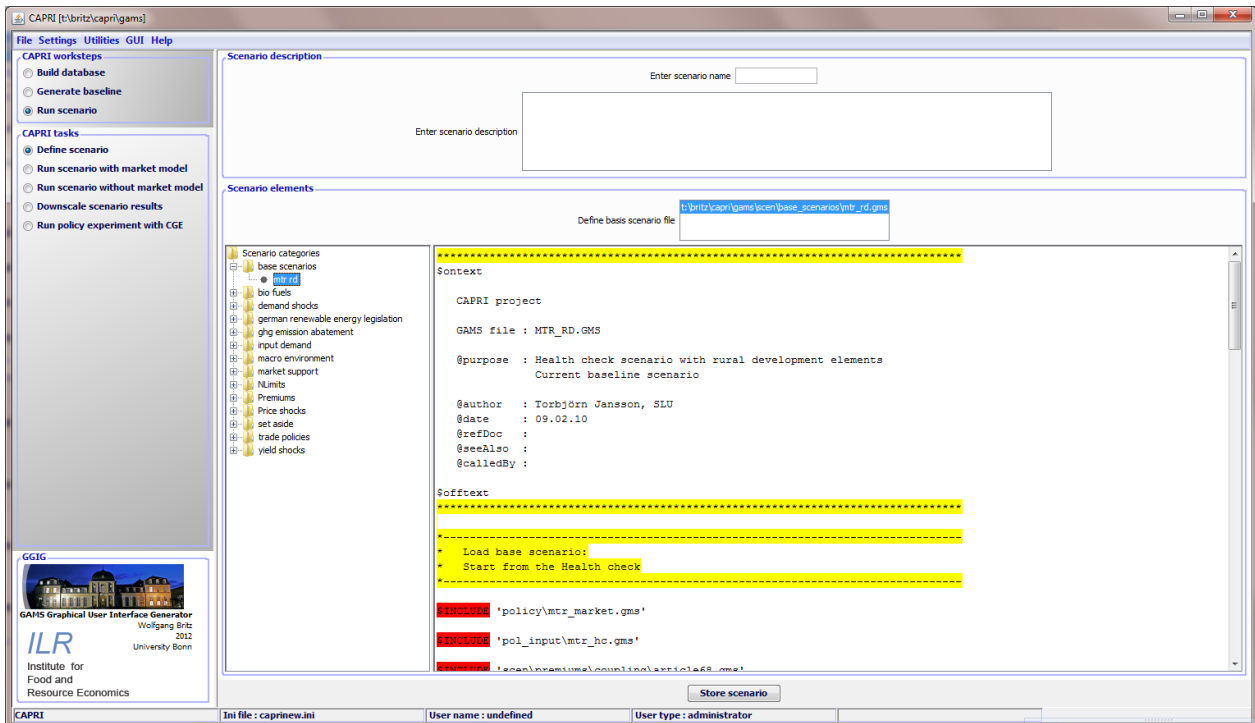 CAPRI [t:\britz\capri\gams]
File Settings Utilities GUI Help
CAPRI worksteps
Build database
Generate baseline
Run scenario
CAPRI tasks
Define scenario
Run scenario with market model
Run scenario without market model
Downscale scenario results
Run policy experiment with CGE
GGIG
GAMS Graphical User Interface Generator
Wolfgang Britz
2012
University Bonn
ILR
Institute for
Food and
Resource Economics
Scenario description
Enter scenario name
Enter scenario description
Scenario elements
Define basis scenario file
t:\britz\capri\gams\scen\base_scenarios\mtr_rd.gms
Scenario categories
base scenarios
mtr rd
bio fuels
demand shocks
german renewable energy legislation
ghg emission abatement
input demand
macro environment
market support
NLimits
Premiums
Price shocks
set aside
trade policies
yield shocks
********************************************************************************
$ontext
CAPRI project
GAMS file : MTR_RD.GMS
@purpose : Health check scenario with rural development elements
Current baseline scenario
@author : Torbjörn Jansson, SLU
@date : 09.02.10
@refDoc :
@seeAlso :
@calledBy :
$offtext
********************************************************************************
*-------------------------------------------------------------------------------
* Load base scenario:
* Start from the Health check
*-------------------------------------------------------------------------------
$INCLUDE 'policy\mtr_market.gms'
$INCLUDE 'pol_input\mtr_hc.gms'
$INCLUDE 'scen\premiums\coupling\article68.gms'
Store scenario
CAPRI
Ini file : caprinew.ini
User name : undefined
User type : administrator